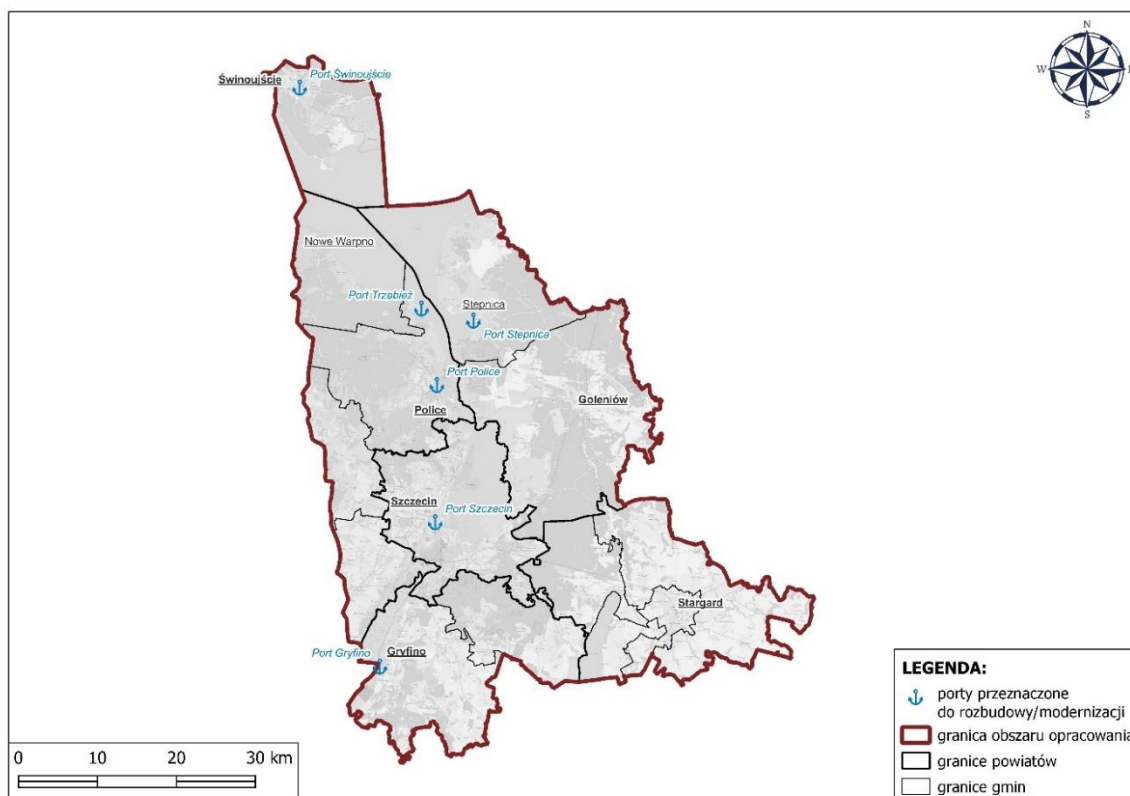 N
W
E
S
Świnoujście
Port Świnoujście
Nowe Warpno
Port Trzebież
Stepnica
Port Stepnica
Port Police
Goleniów
Police
Szczecin
Port Szczecin
Stargard
Port Gryfino
Gryfino
LEGENDA:
porty przeznaczone
do rozbudowy/modernizacji
granica obszaru opracowania
granice powiatów
granice gmin
0 10 20 30 km